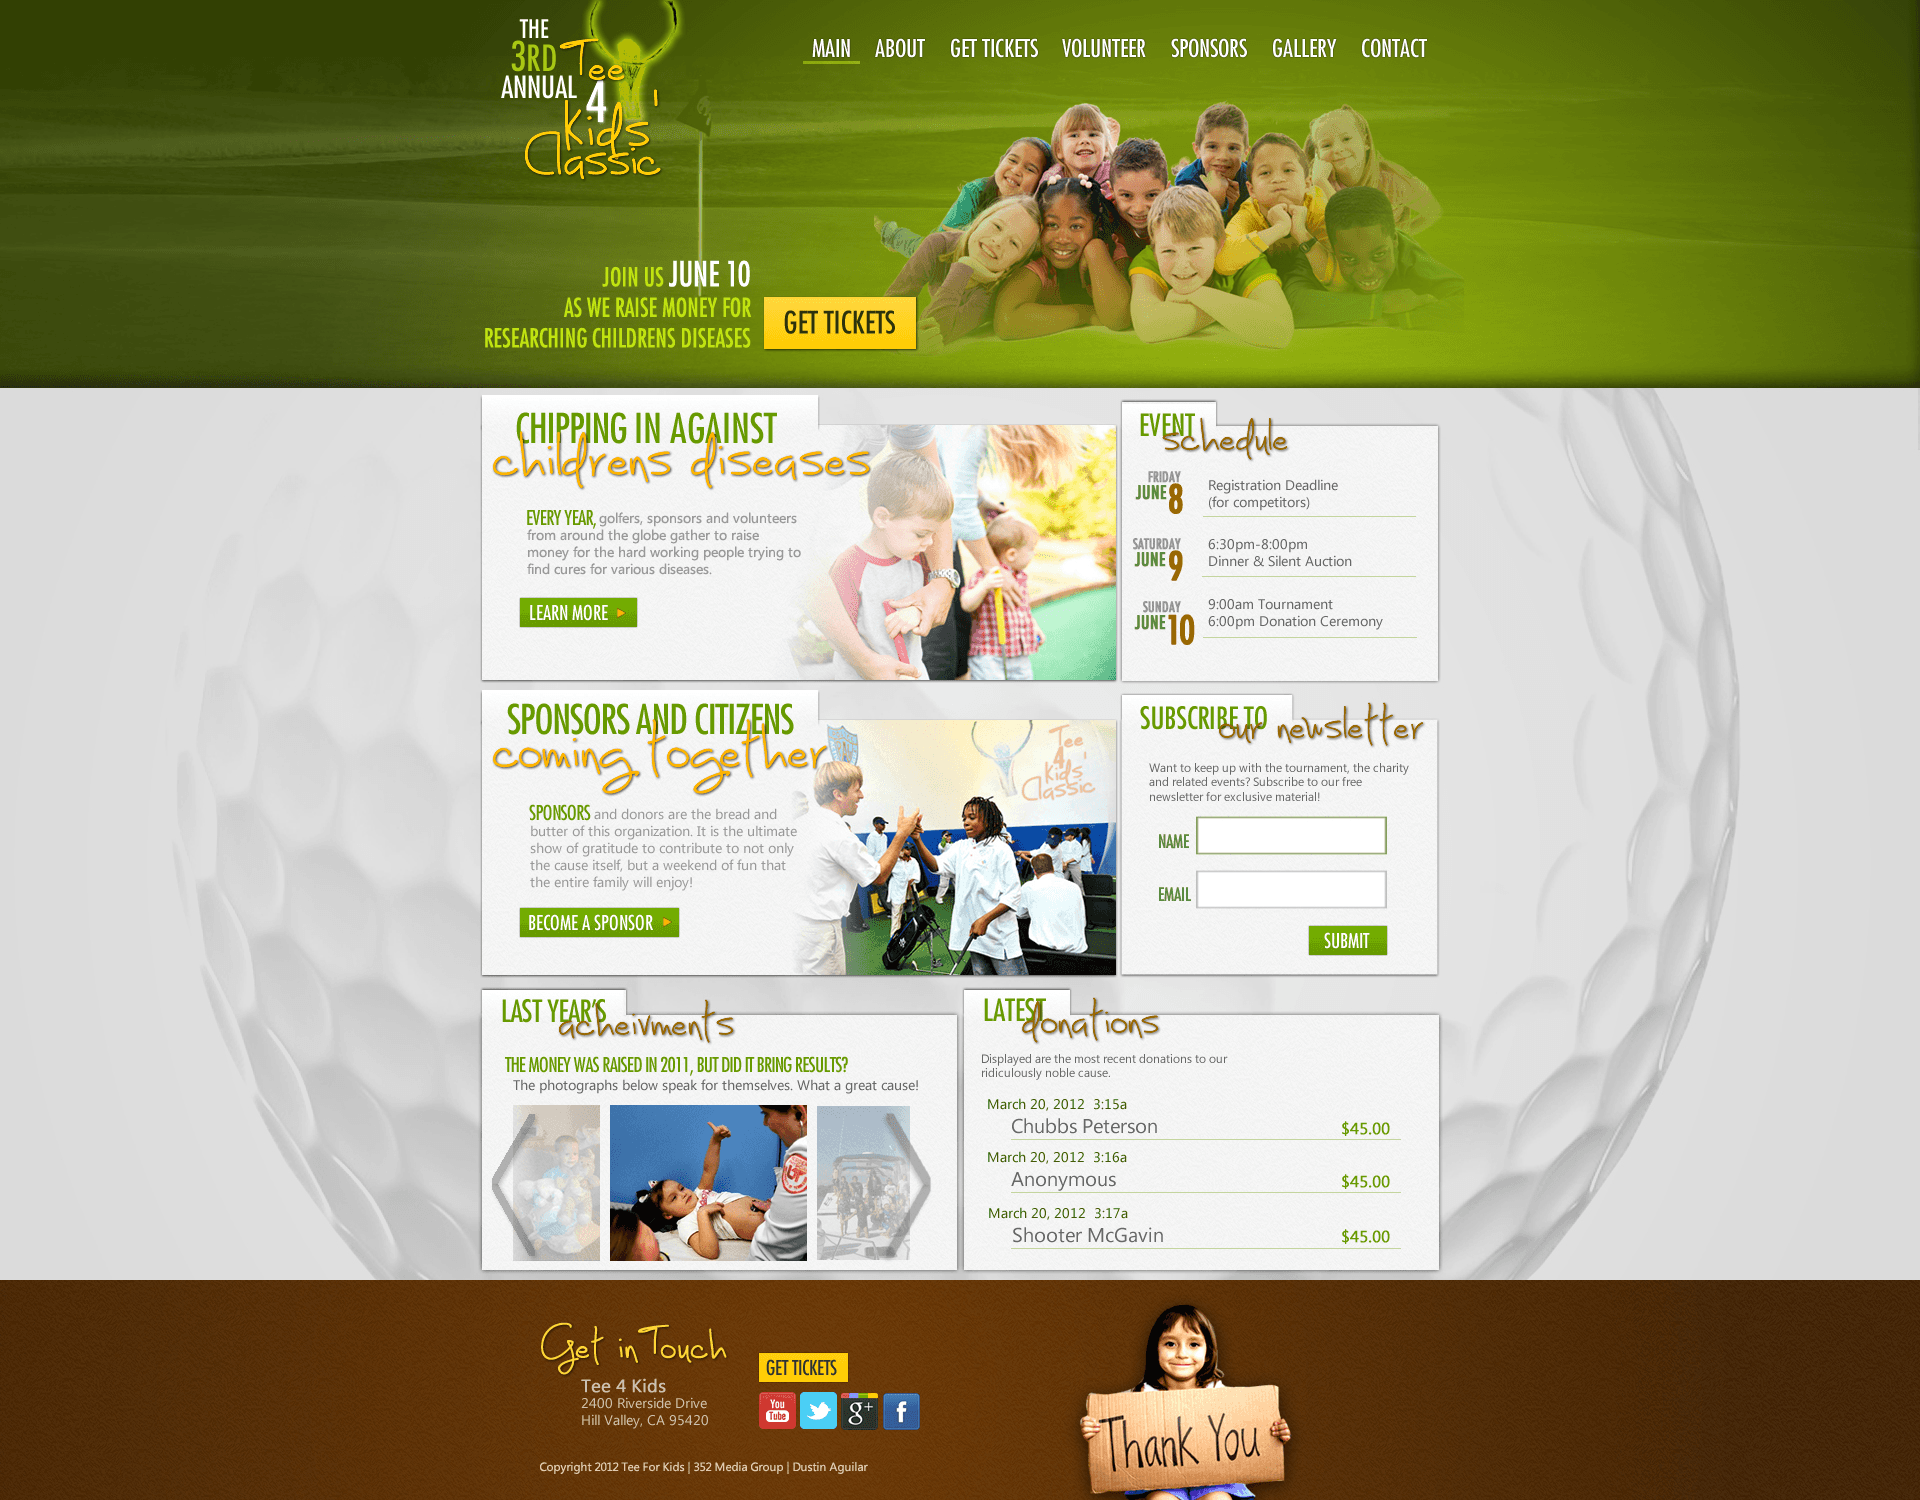 THE
3RD
ANNUAL
Tee
4
Kids'
Classic
MAIN ABOUT GET TICKETS VOLUNTEER SPONSORS GALLERY CONTACT
JOIN US JUNE 10
AS WE RAISE MONEY FOR
RESEARCHING CHILDRENS DISEASES
GET TICKETS
CHIPPING IN AGAINST
childrens diseases
EVERY YEAR, golfers, sponsors and volunteers
from around the globe gather to raise
money for the hard working people trying to
find cures for various diseases.
LEARN MORE
EVENT
schedule
FRIDAY
JUNE 8
Registration Deadline
(for competitors)
SATURDAY
JUNE 9
6:30pm-8:00pm
Dinner & Silent Auction
SUNDAY
JUNE 10
9:00am Tournament
6:00pm Donation Ceremony
SPONSORS AND CITIZENS
coming together
SPONSORS and donors are the bread and
butter of this organization. It is the ultimate
show of gratitude to contribute to not only
the cause itself, but a weekend of fun that
the entire family will enjoy!
BECOME A SPONSOR
Tee
4
Kids'
Classic
SUBSCRIBE TO
our newsletter
Want to keep up with the tournament, the charity
and related events? Subscribe to our free
newsletter for exclusive material!
NAME
EMAIL
SUBMIT
LAST YEAR'S
acheivments
THE MONEY WAS RAISED IN 2011, BUT DID IT BRING RESULTS?
The photographs below speak for themselves. What a great cause!
LATEST
donations
Displayed are the most recent donations to our
ridiculously noble cause.
March 20, 2012 3:15a
Chubbs Peterson $45.00
March 20, 2012 3:16a
Anonymous $45.00
March 20, 2012 3:17a
Shooter McGavin $45.00
Get in Touch
Tee 4 Kids
2400 Riverside Drive
Hill Valley, CA 95420
GET TICKETS
You
Tube
g+
f
Thank You
Copyright 2012 Tee For Kids | 352 Media Group | Dustin Aguilar